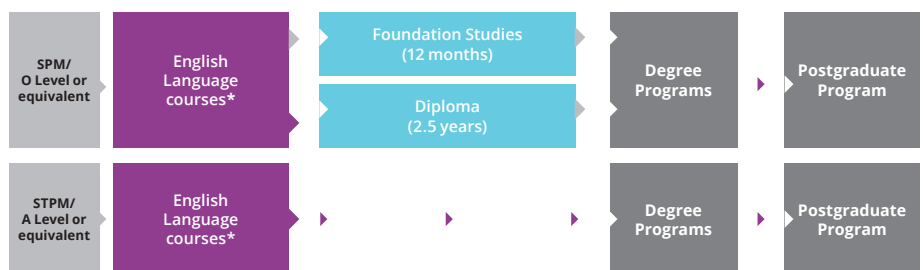 SPM/
O Level or
equivalent
English
Language
courses*
Foundation Studies
(12 months)
Diploma
(2.5 years)
Degree
Programs
Postgraduate
Program
STPM/
A Level or
equivalent
English
Language
courses*
Degree
Programs
Postgraduate
Program